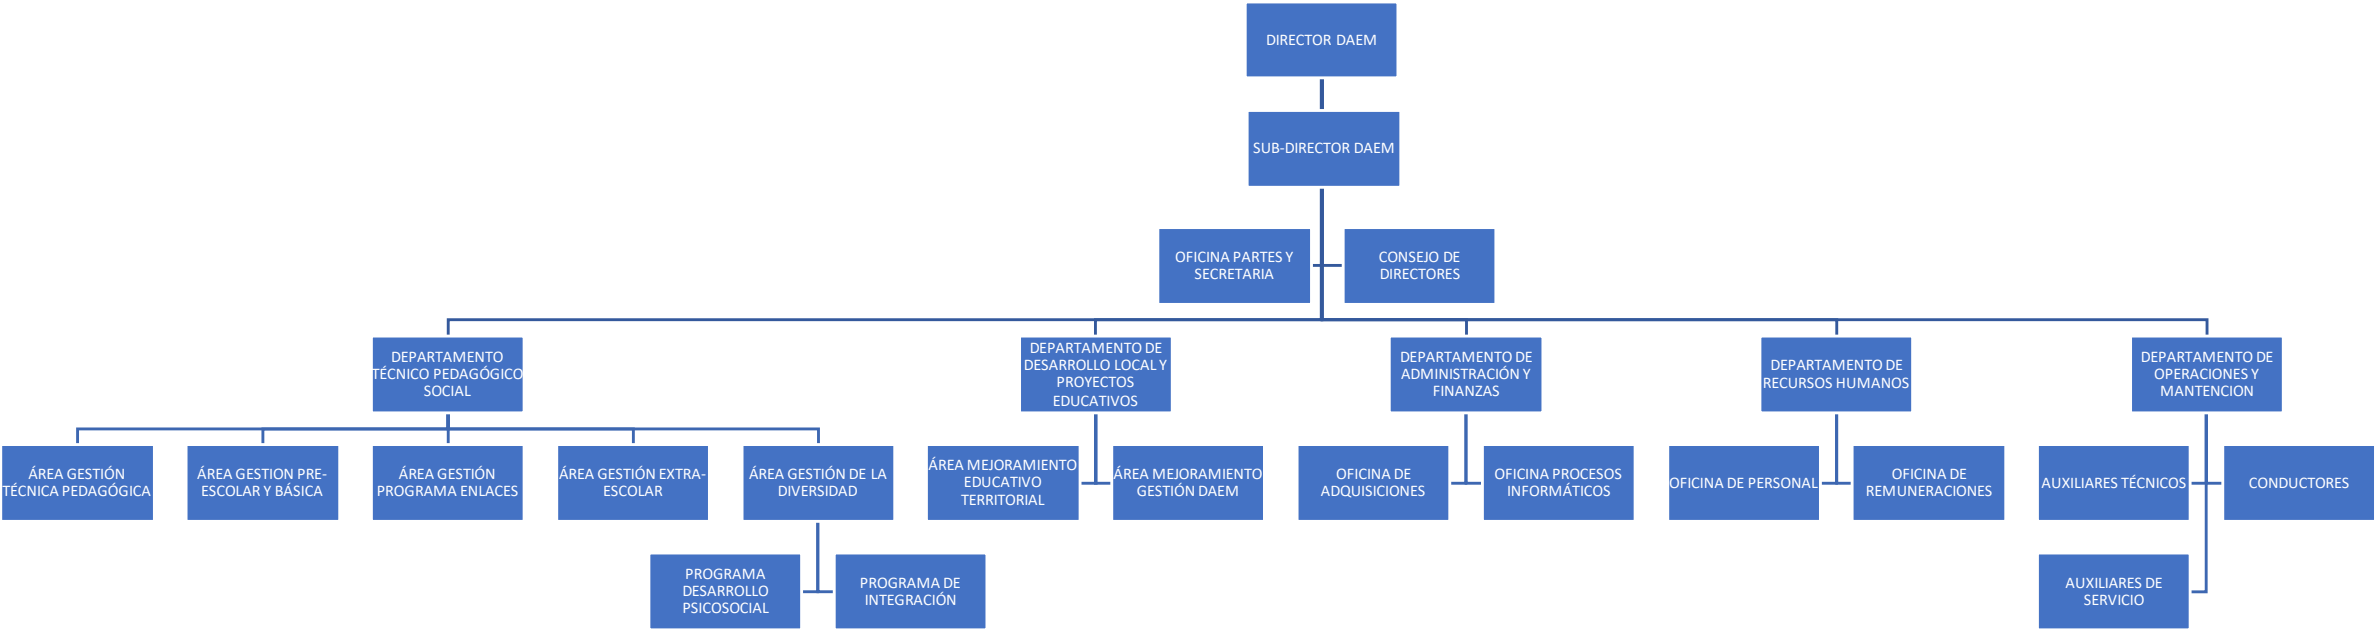 DIRECTOR DAEM
SUB-DIRECTOR DAEM
OFICINA PARTES Y
SECRETARIA
CONSEJO DE
DIRECTORES
DEPARTAMENTO
TÉCNICO PEDAGÓGICO
SOCIAL
DEPARTAMENTO DE
DESARROLLO LOCAL Y
PROYECTOS
EDUCATIVOS
DEPARTAMENTO DE
ADMINISTRACIÓN Y
FINANZAS
DEPARTAMENTO DE
RECURSOS HUMANOS
DEPARTAMENTO DE
OPERACIONES Y
MANTENCION
ÁREA GESTIÓN
TÉCNICA PEDAGÓGICA
ÁREA GESTION PRE-
ESCOLAR Y BÁSICA
ÁREA GESTIÓN
PROGRAMA ENLACES
ÁREA GESTIÓN EXTRA-
ESCOLAR
ÁREA GESTIÓN DE LA
DIVERSIDAD
ÁREA MEJORAMIENTO
EDUCATIVO
TERRITORIAL
ÁREA MEJORAMIENTO
GESTIÓN DAEM
OFICINA DE
ADQUISICIONES
OFICINA PROCESOS
INFORMÁTICOS
OFICINA DE PERSONAL
OFICINA DE
REMUNERACIONES
AUXILIARES TÉCNICOS
CONDUCTORES
PROGRAMA
DESARROLLO
PSICOSOCIAL
PROGRAMA DE
INTEGRACIÓN
AUXILIARES DE
SERVICIO